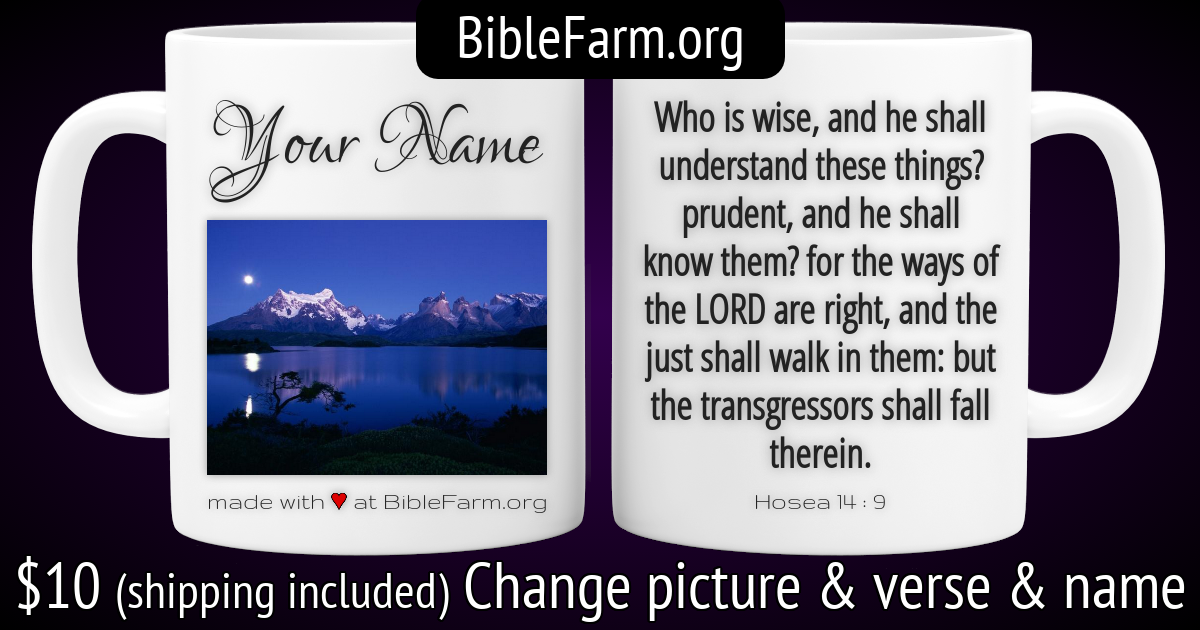 BibleFarm.org
Your Name
made with ♥ at BibleFarm.org
Who is wise, and he shall
understand these things?
prudent, and he shall
know them? for the ways of
the LORD are right, and the
just shall walk in them: but
the transgressors shall fall
therein.
Hosea 14 : 9
$10 (shipping included) Change picture & verse & name